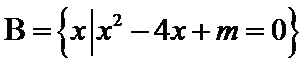 B = {x|x² − 4x + m = 0}